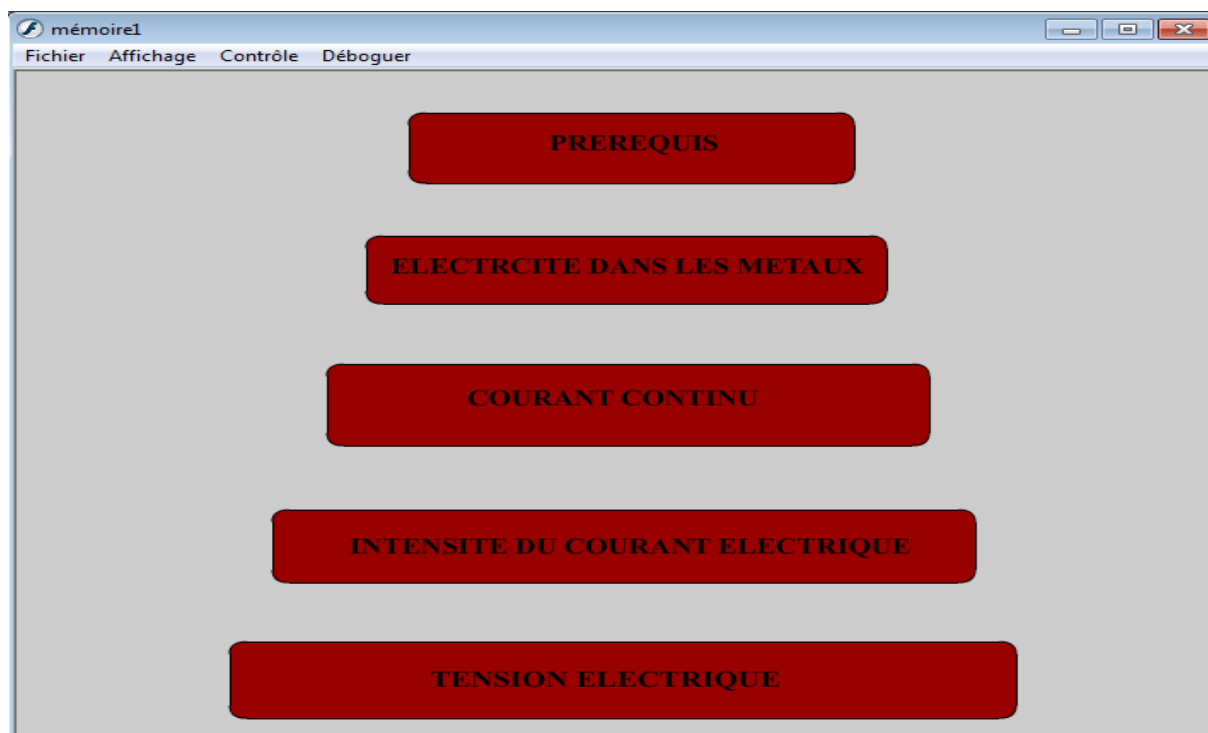 mémoire1
Fichier Affichage Contrôle Déboguer
PREREQUIS
ELECTRCITE DANS LES METAUX
COURANT CONTINU
INTENSITE DU COURANT ELECTRIQUE
TENSION ELECTRIQUE